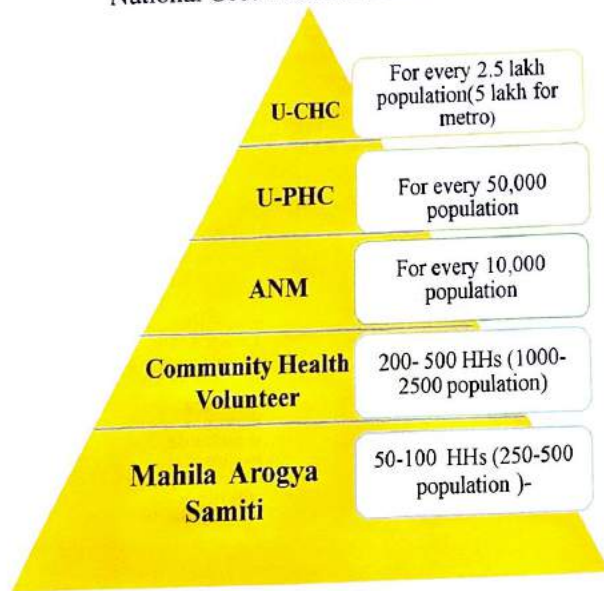 National
U-CHC
For every 2.5 lakh
population(5 lakh for
metro)
U-PHC
For every 50,000
population
ANM
For every 10,000
population
Community Health
Volunteer
200- 500 HHs (1000-
2500 population)
Mahila Arogya
Samiti
50-100 HHs (250-500
population )-